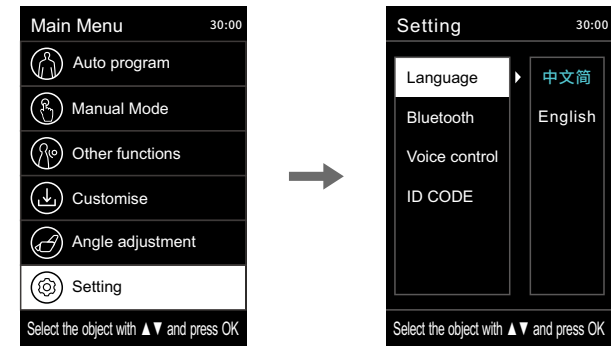 Main Menu 30:00
Auto program
Manual Mode
Other functions
Customise
Angle adjustment
Setting
Select the object with ▲▼ and press OK
Setting 30:00
Language
Bluetooth
Voice control
ID CODE
中文简
English
Select the object with ▲▼ and press OK